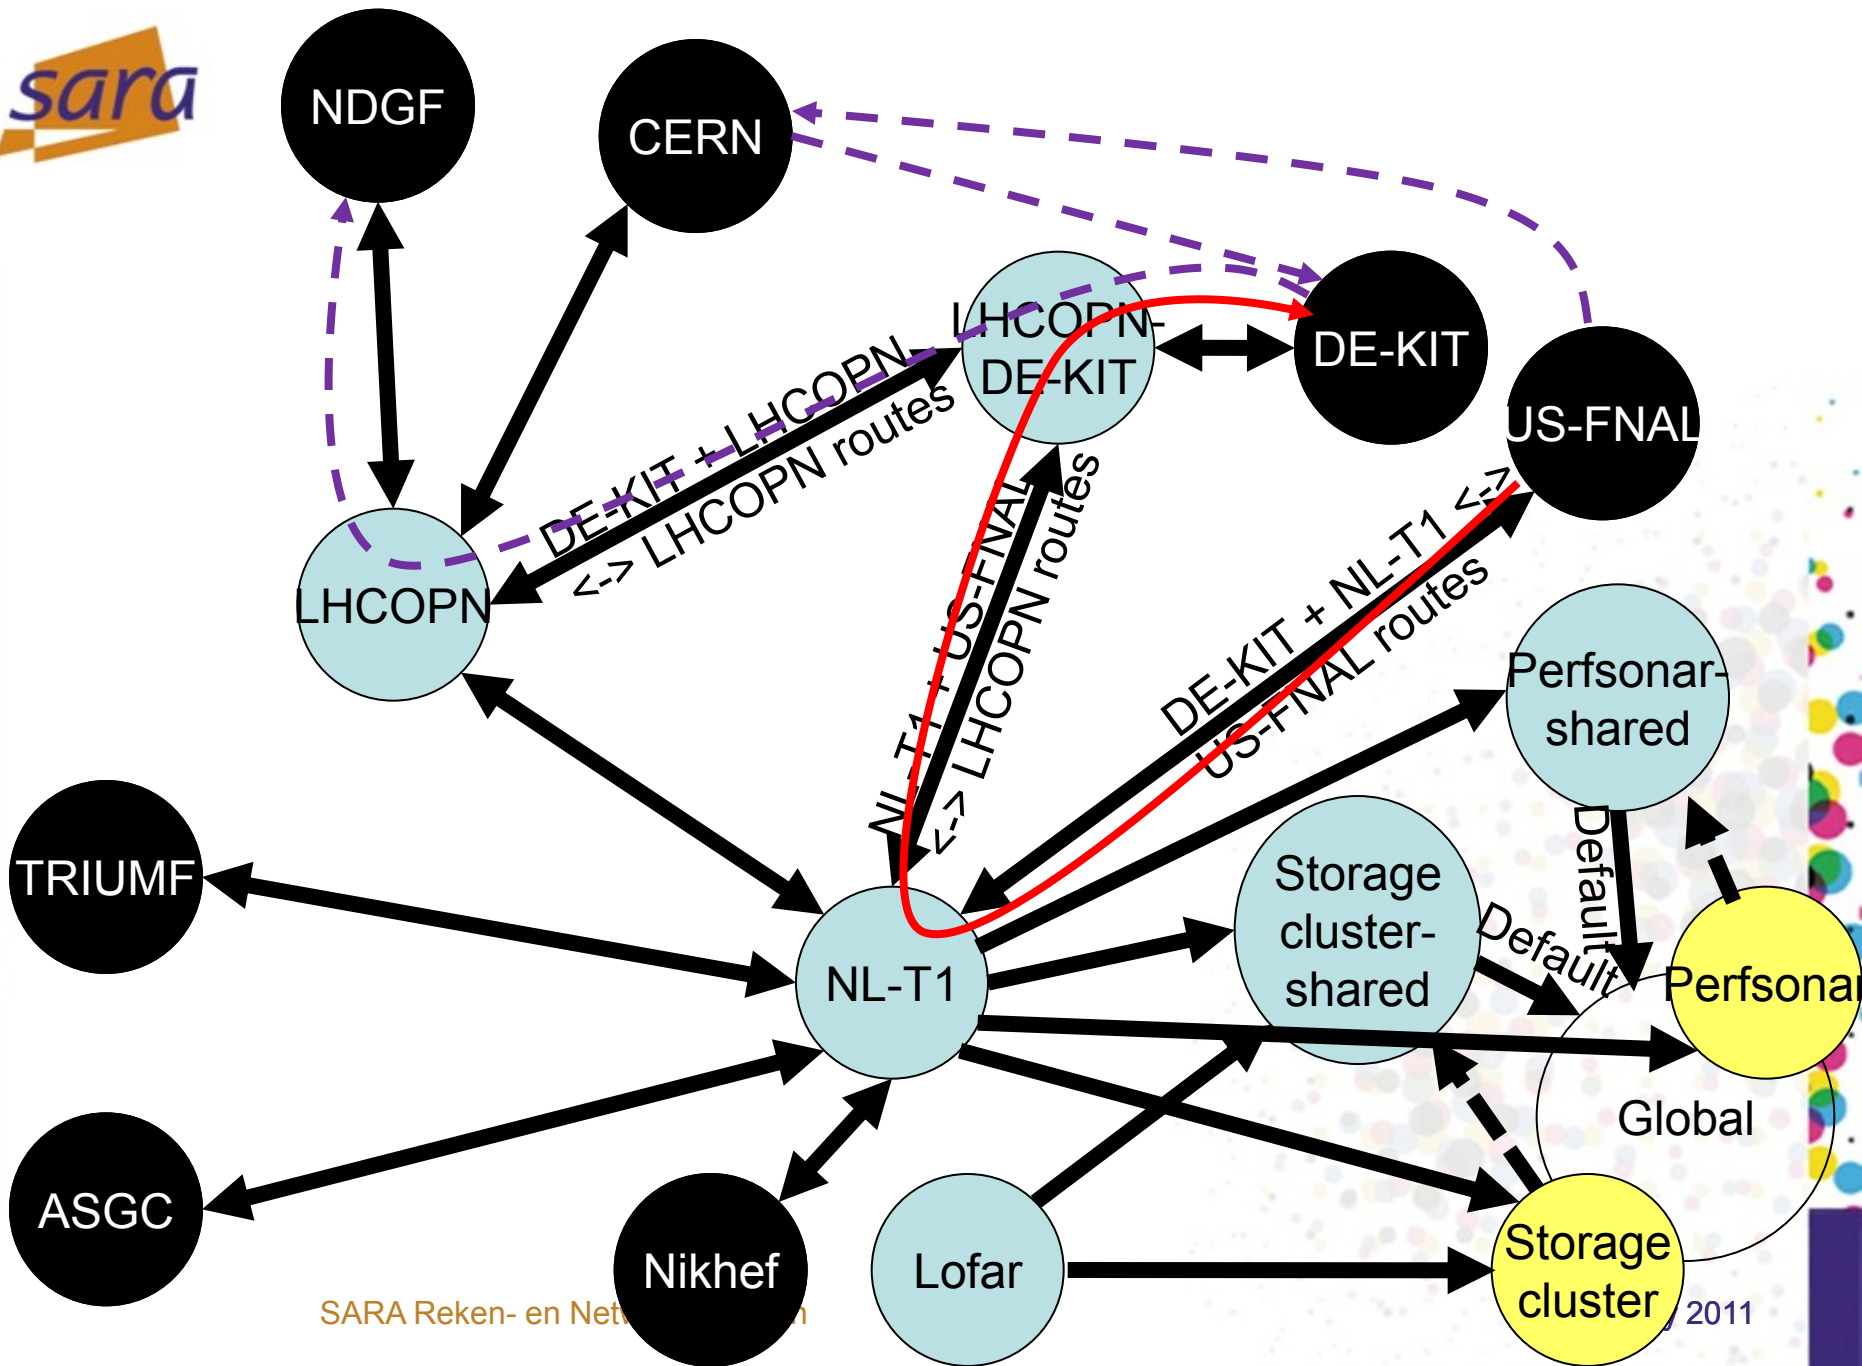 sara
NDGF
CERN
LHCOPN-
DE-KIT
DE-KIT
US-FNAL
DE-KIT + LHCOPN
<-> LHCOPN routes
NL-T1 + US-FNAL
<-> LHCOPN routes
DE-KIT + NL-T1 <->
US-FNAL routes
LHCOPN
Perfsonar-
shared
Default
TRIUMF
Storage
cluster-
shared
Default
NL-T1
Perfsonar
Global
ASGC
Nikhef
Lofar
Storage
cluster
SARA Reken- en
2011